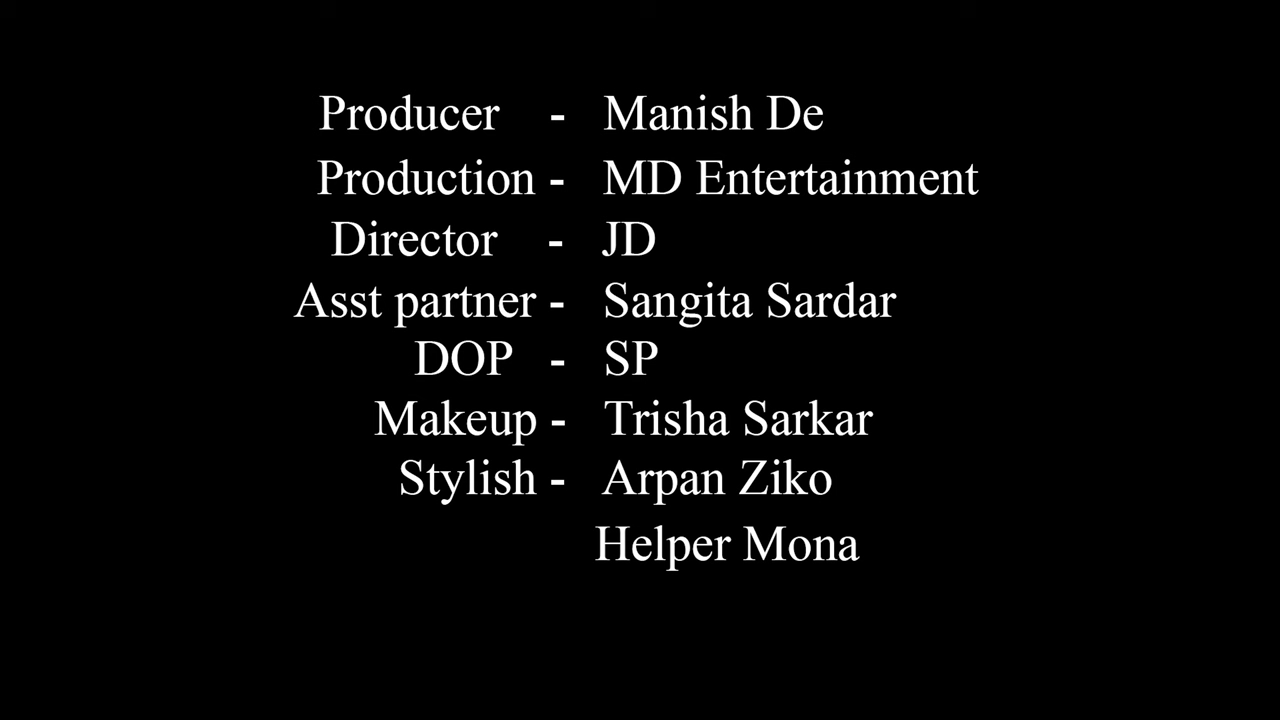 Producer - Manish De
Production - MD Entertainment
Director - JD
Asst partner - Sangita Sardar
DOP - SP
Makeup - Trisha Sarkar
Stylish - Arpan Ziko
Helper Mona